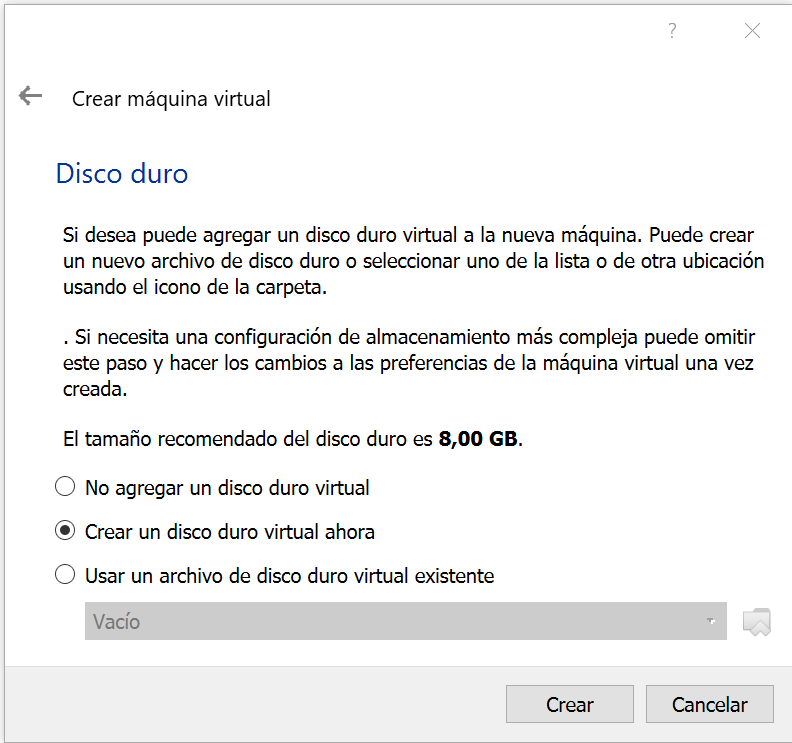 ?
Crear máquina virtual
Disco duro
Si desea puede agregar un disco duro virtual a la nueva máquina. Puede crear
un nuevo archivo de disco duro o seleccionar uno de la lista o de otra ubicación
usando el icono de la carpeta.
. Si necesita una configuración de almacenamiento más compleja puede omitir
este paso y hacer los cambios a las preferencias de la máquina virtual una vez
creada.
El tamaño recomendado del disco duro es 8,00 GB.
No agregar un disco duro virtual
Crear un disco duro virtual ahora
Usar un archivo de disco duro virtual existente
Vacío
Crear
Cancelar